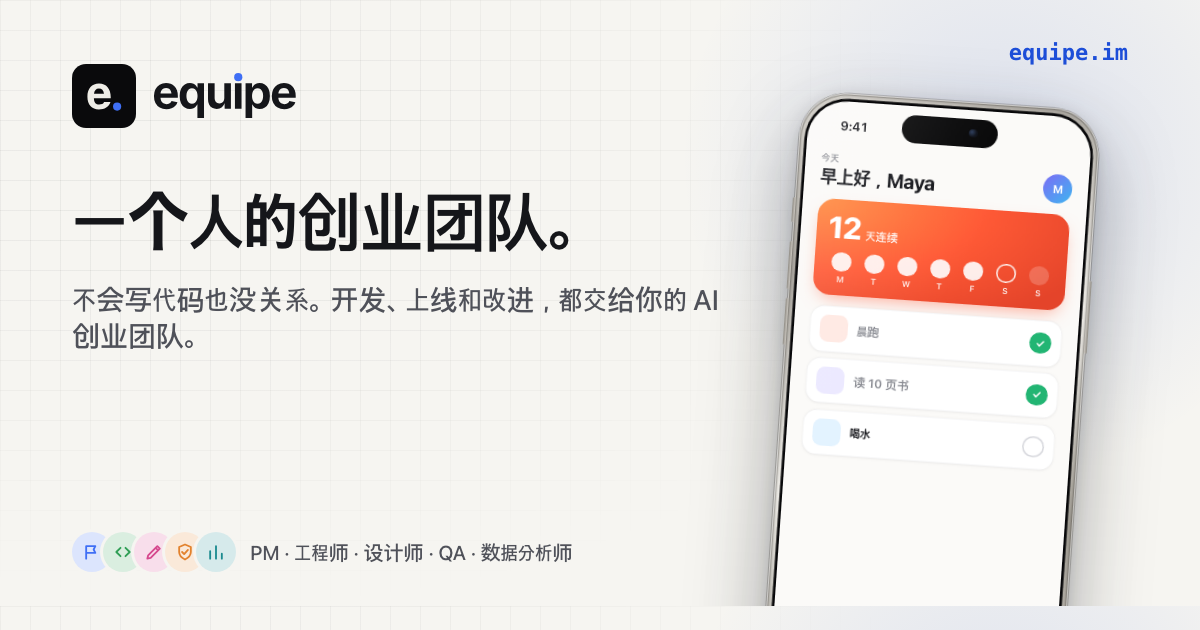 equipe.im
e. equipe
一个人的创业团队。
不会写代码也没关系。开发、上线和改进，都交给你的 AI
创业团队。
PM · 工程师 · 设计师 · QA · 数据分析师
9:41
今天
早上好，Maya
M
12 天连续
M T W T F S S
晨跑
读 10 页书
喝水